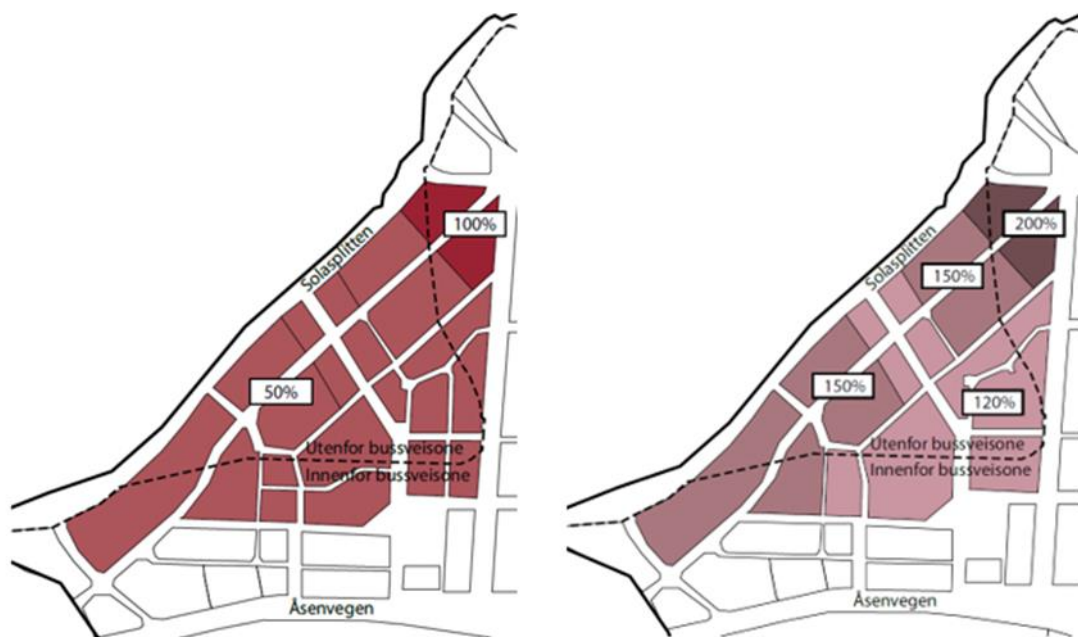 100%
Solasplitten
50%
Utenfor bussveisone
Innenfor bussveisone
Åsenvegen
200%
Solasplitten
150%
150%
120%
Utenfor bussveisone
Innenfor bussveisone
Åsenvegen